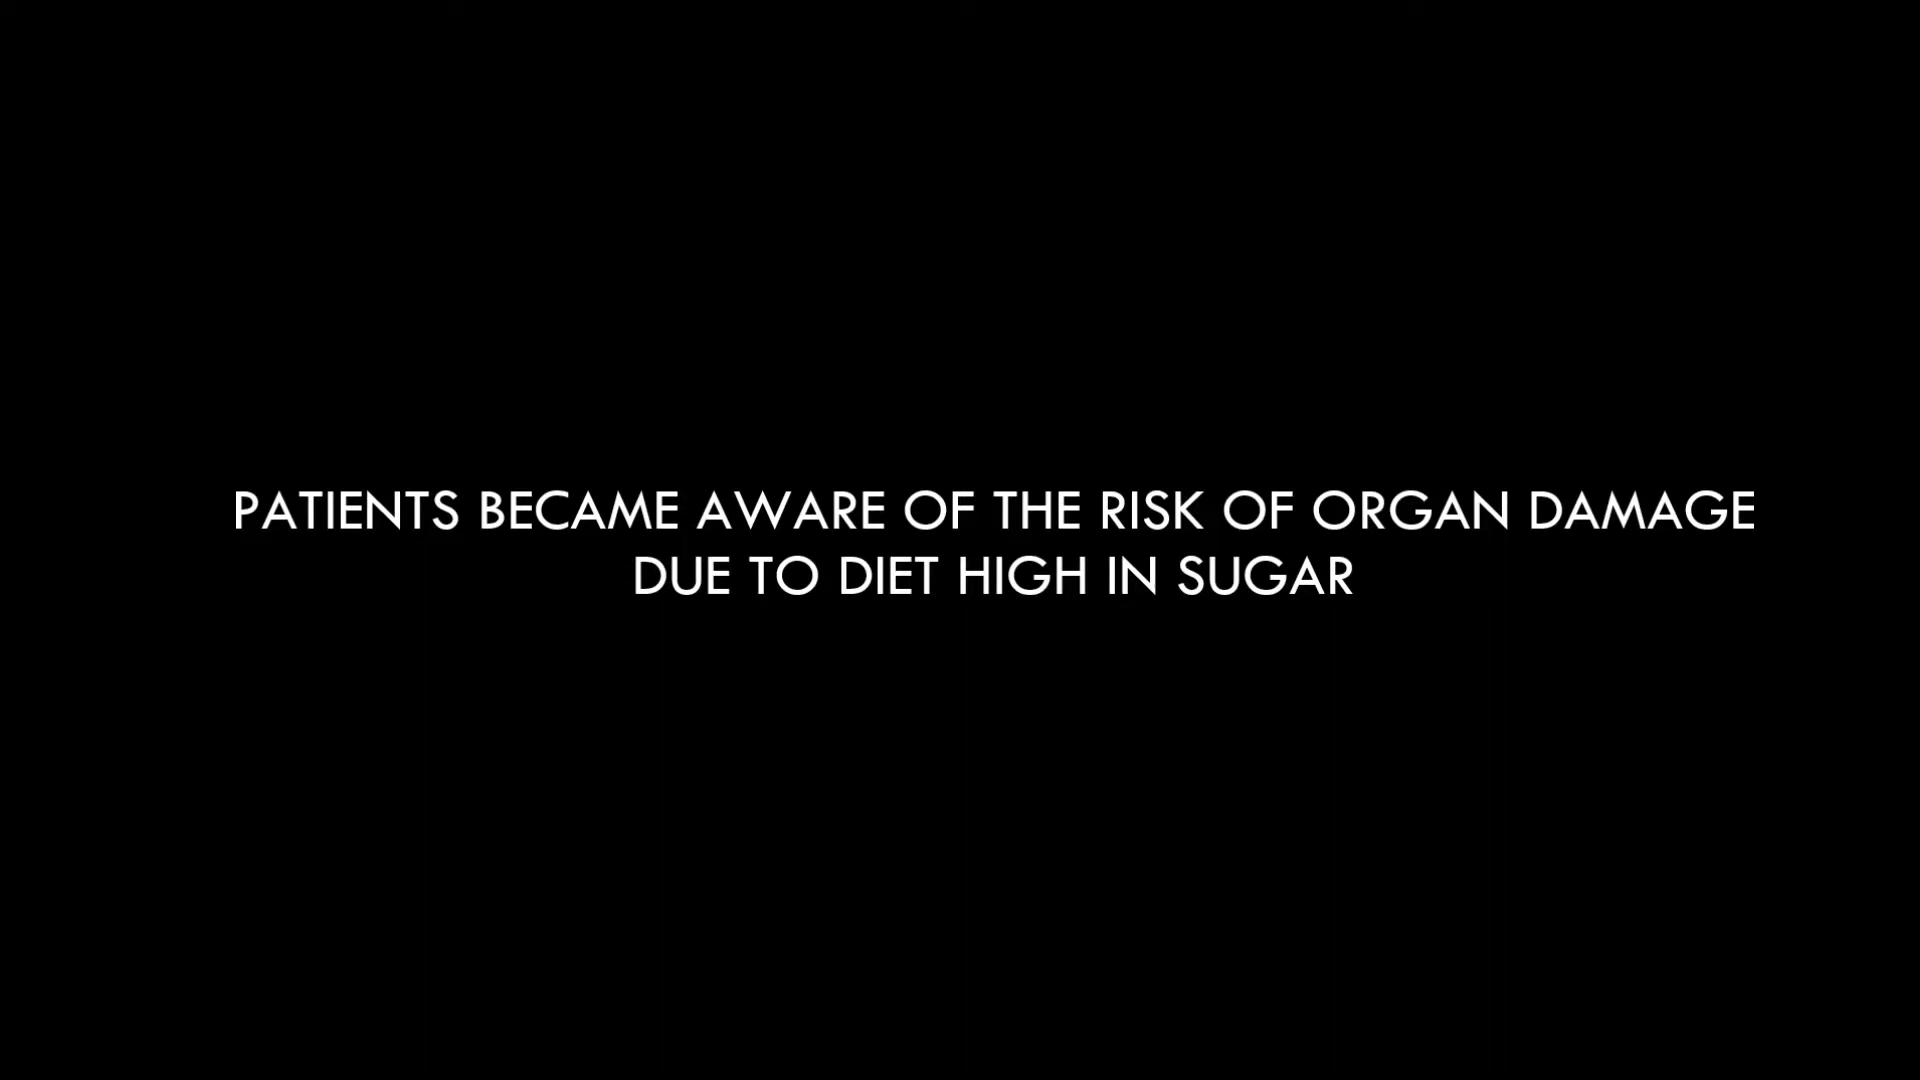 PATIENTS BECAME AWARE OF THE RISK OF ORGAN DAMAGE
DUE TO DIET HIGH IN SUGAR